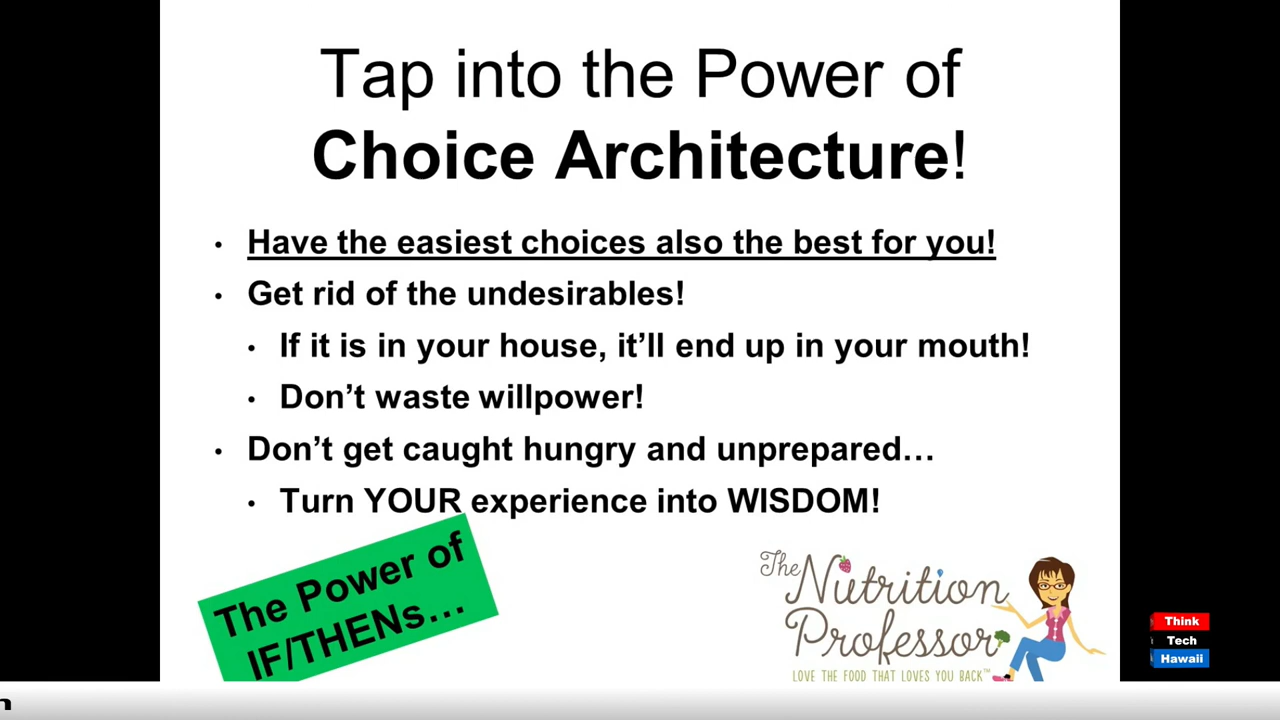 Tap into the Power of
Choice Architecture!
• Have the easiest choices also the best for you!
• Get rid of the undesirables!
• If it is in your house, it’ll end up in your mouth!
• Don’t waste willpower!
• Don’t get caught hungry and unprepared…
• Turn YOUR experience into WISDOM!
The Power of
IF/THENs…
The Nutrition
Professor
LOVE THE FOOD THAT LOVES YOU BACK™
Think
Tech
Hawaii